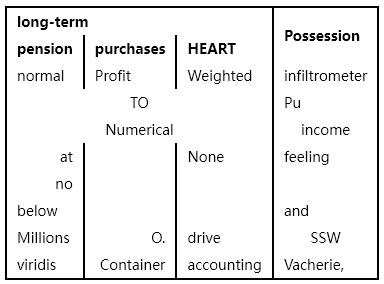 long-term Possession
pension purchases HEART
normal Profit Weighted infiltrometer
TO Pu
Numerical income
at None feeling
no
below and
Millions O. drive SSW
viridis Container accounting Vacherie,